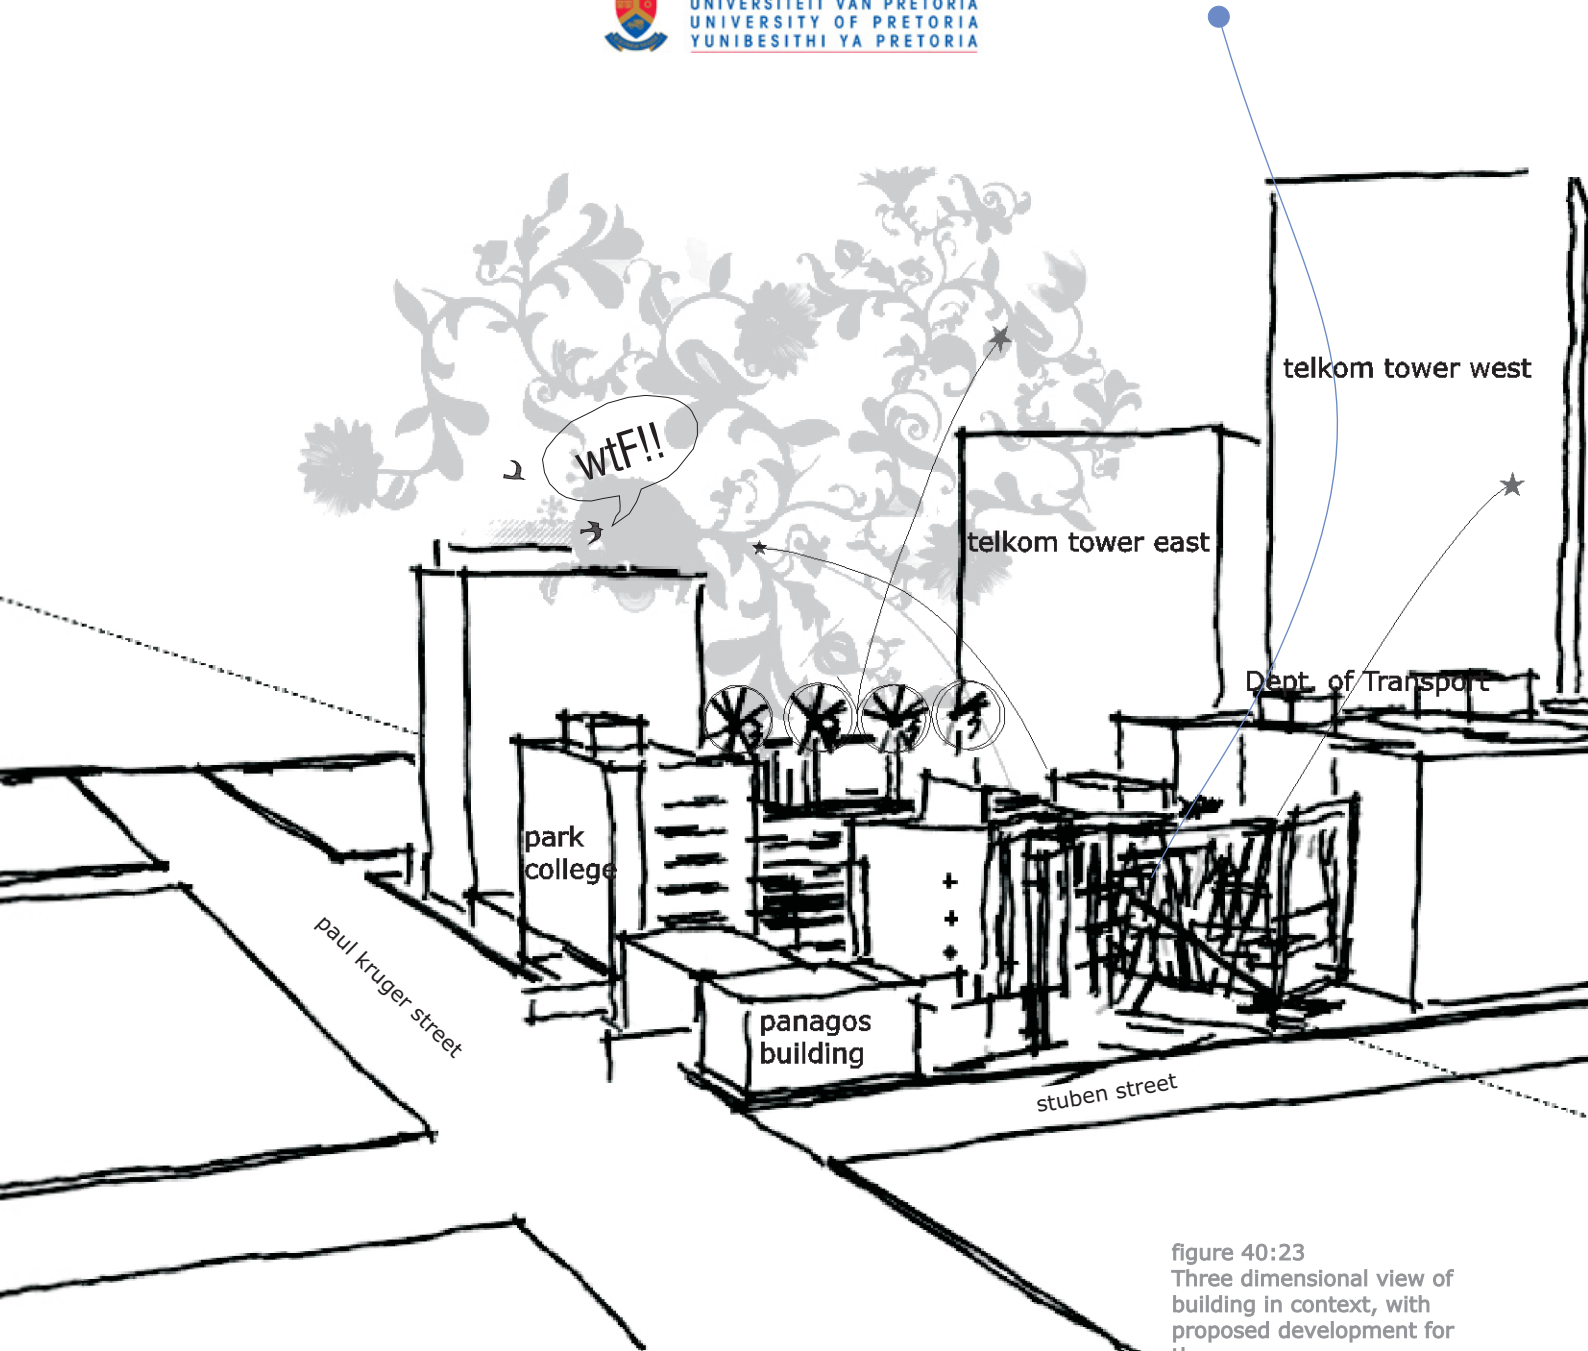 UNIVERSITEIT VAN PRETORIA
UNIVERSITY OF PRETORIA
YUNIBESITHI YA PRETORIA
telkom tower west
wtF!!
telkom tower east
Dept. of Transport
park
college
paul kruger street
panagos
building
stuben street
figure 40:23
Three dimensional view of
building in context, with
proposed development for